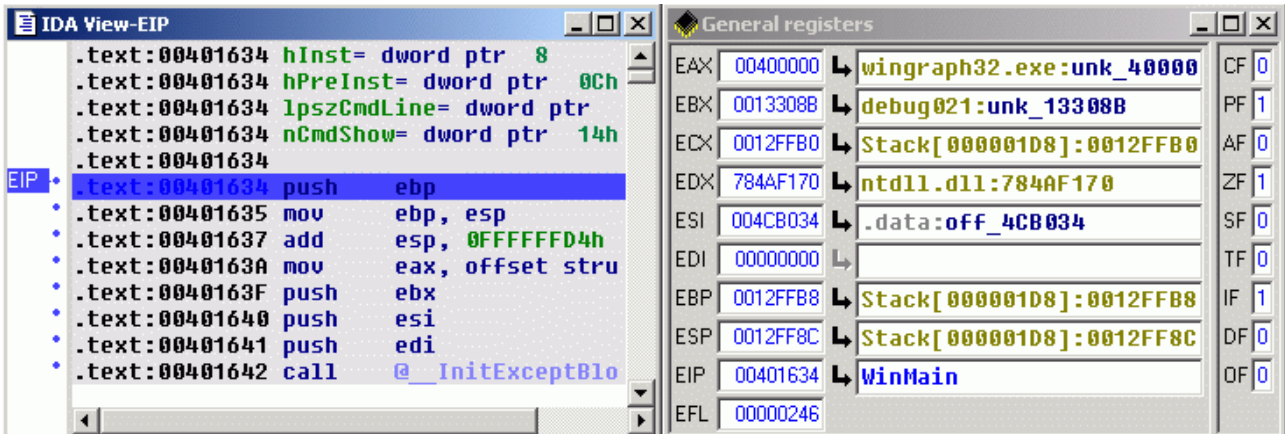 IDA View-EIP
.text:00401634 hInst= dword ptr 8
.text:00401634 hPreInst= dword ptr 0Ch
.text:00401634 lpszCmdLine= dword ptr
.text:00401634 nCmdShow= dword ptr 14h
.text:00401634
EIP .text:00401634 push ebp
.text:00401635 mov ebp, esp
.text:00401637 add esp, 0FFFFFFD4h
.text:0040163A mov eax, offset stru
.text:0040163F push ebx
.text:00401640 push esi
.text:00401641 push edi
.text:00401642 call @__InitExceptBlo
General registers
EAX 00400000 wingraph32.exe:unk_40000 CF 0
EBX 0013308B debug021:unk_13308B PF 1
ECX 0012FFB0 Stack[000001D8]:0012FFB0 AF 0
EDX 784AF170 ntdll.dll:784AF170 ZF 1
ESI 004CB034 .data:off_4CB034 SF 0
EDI 00000000 TF 0
EBP 0012FFB8 Stack[000001D8]:0012FFB8 IF 1
ESP 0012FF8C Stack[000001D8]:0012FF8C DF 0
EIP 00401634 WinMain OF 0
EFL 00000246